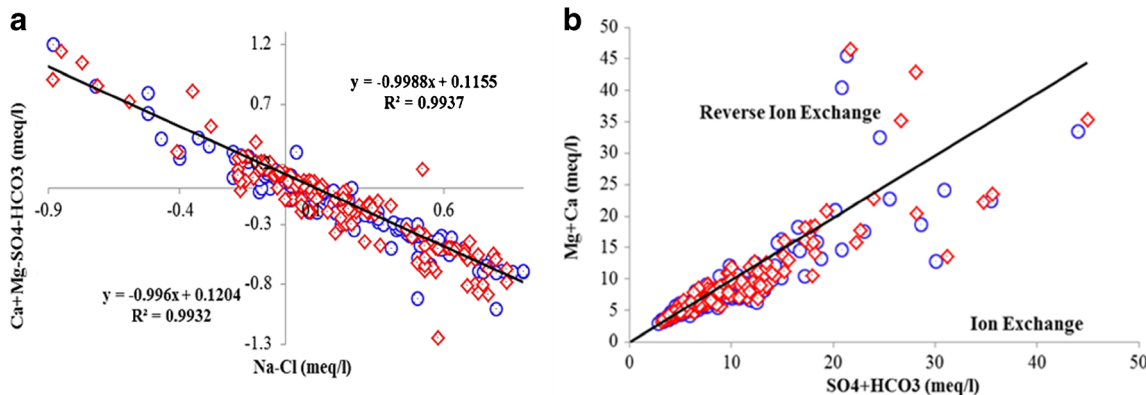 a
1.2
0.7
0.2
-0.9
-0.4
0.1
0.6
-0.3
-0.8
-1.3
y = -0.9988x + 0.1155
R² = 0.9937
y = -0.996x + 0.1204
R² = 0.9932
Ca+Mg-SO4-HCO3 (meq/l)
Na-Cl (meq/l)
b
50
45
40
35
30
25
20
15
10
5
0
Reverse Ion Exchange
Ion Exchange
Mg+Ca (meq/l)
0
10
20
30
40
50
SO4+HCO3 (meq/l)